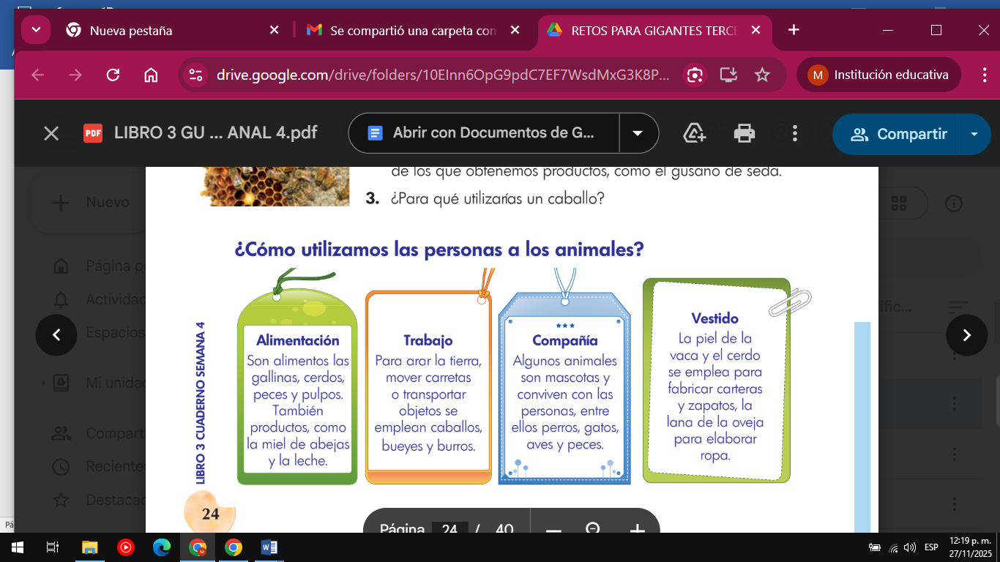 Nueva pestaña
Se compartió una carpeta con
RETOS PARA GIGANTES TERCE
drive.google.com/drive/folders/10EInn6OpG9pdC7EF7WsdMxG3K8P...
M
Institución educativa
PDF
LIBRO 3 GU ... ANAL 4.pdf
Abrir con Documentos de G...
Compartir
Nuevo
Página pr
Actividad
Espacios
Mi unidad
Compart
Recientes
Destacad
ific...
de los que obtenemos productos, como el gusano de seda.
3. ¿Para qué utilizarías un caballo?
¿Cómo utilizamos las personas a los animales?
Alimentación
Son alimentos las
gallinas, cerdos,
peces y pulpos.
También
productos, como
la miel de abejas
y la leche.
Trabajo
Para arar la tierra,
mover carretas
o transportar
objetos se
emplean caballos,
bueyes y burros.
Compañía
Algunos animales
son mascotas y
conviven con las
personas, entre
ellos perros, gatos,
aves y peces.
Vestido
La piel de la
vaca y el cerdo
se emplea para
fabricar carteras
y zapatos, la
lana de la oveja
para elaborar
ropa.
LIBRO 3 CUADERNO SEMANA 4
24
Página 24 / 40
Pá
ESP
12:19 p. m.
27/11/2025